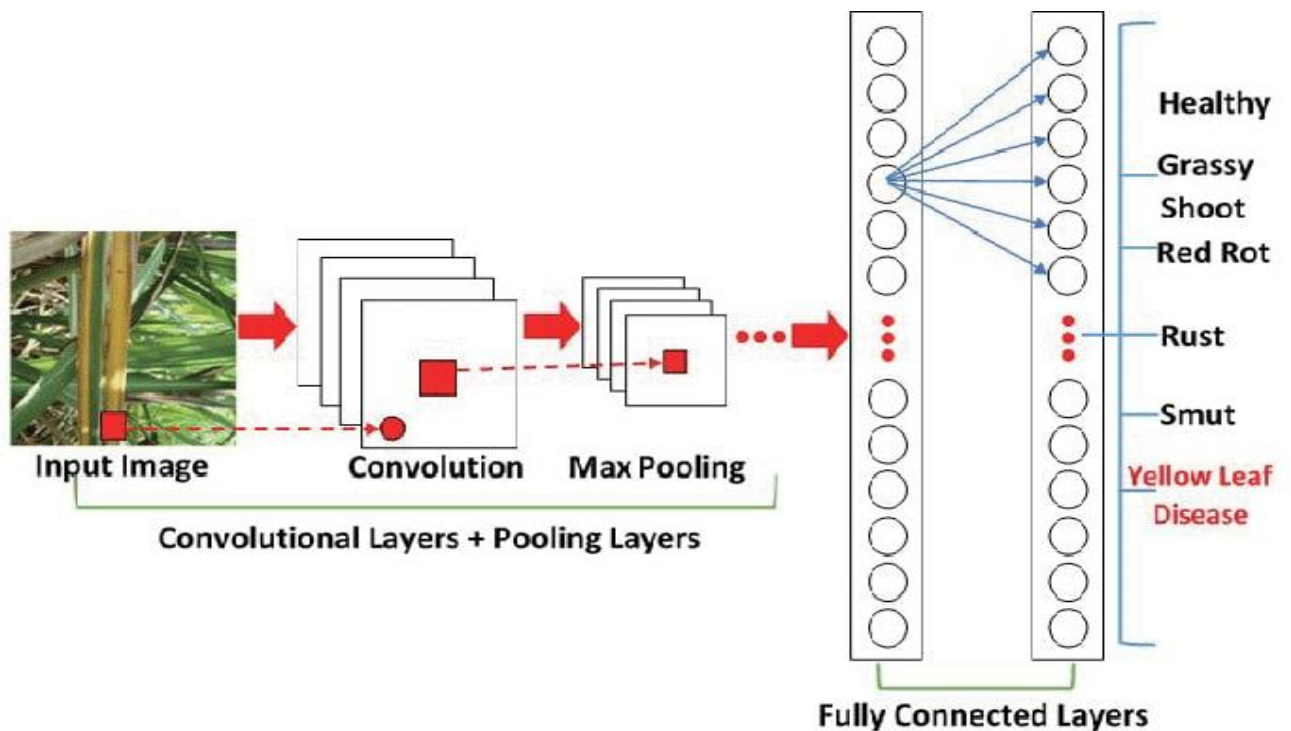 Healthy
Grassy
Shoot
Red Rot
Rust
Smut
Yellow Leaf
Disease
Input Image
Convolution
Max Pooling
Convolutional Layers + Pooling Layers
Fully Connected Layers